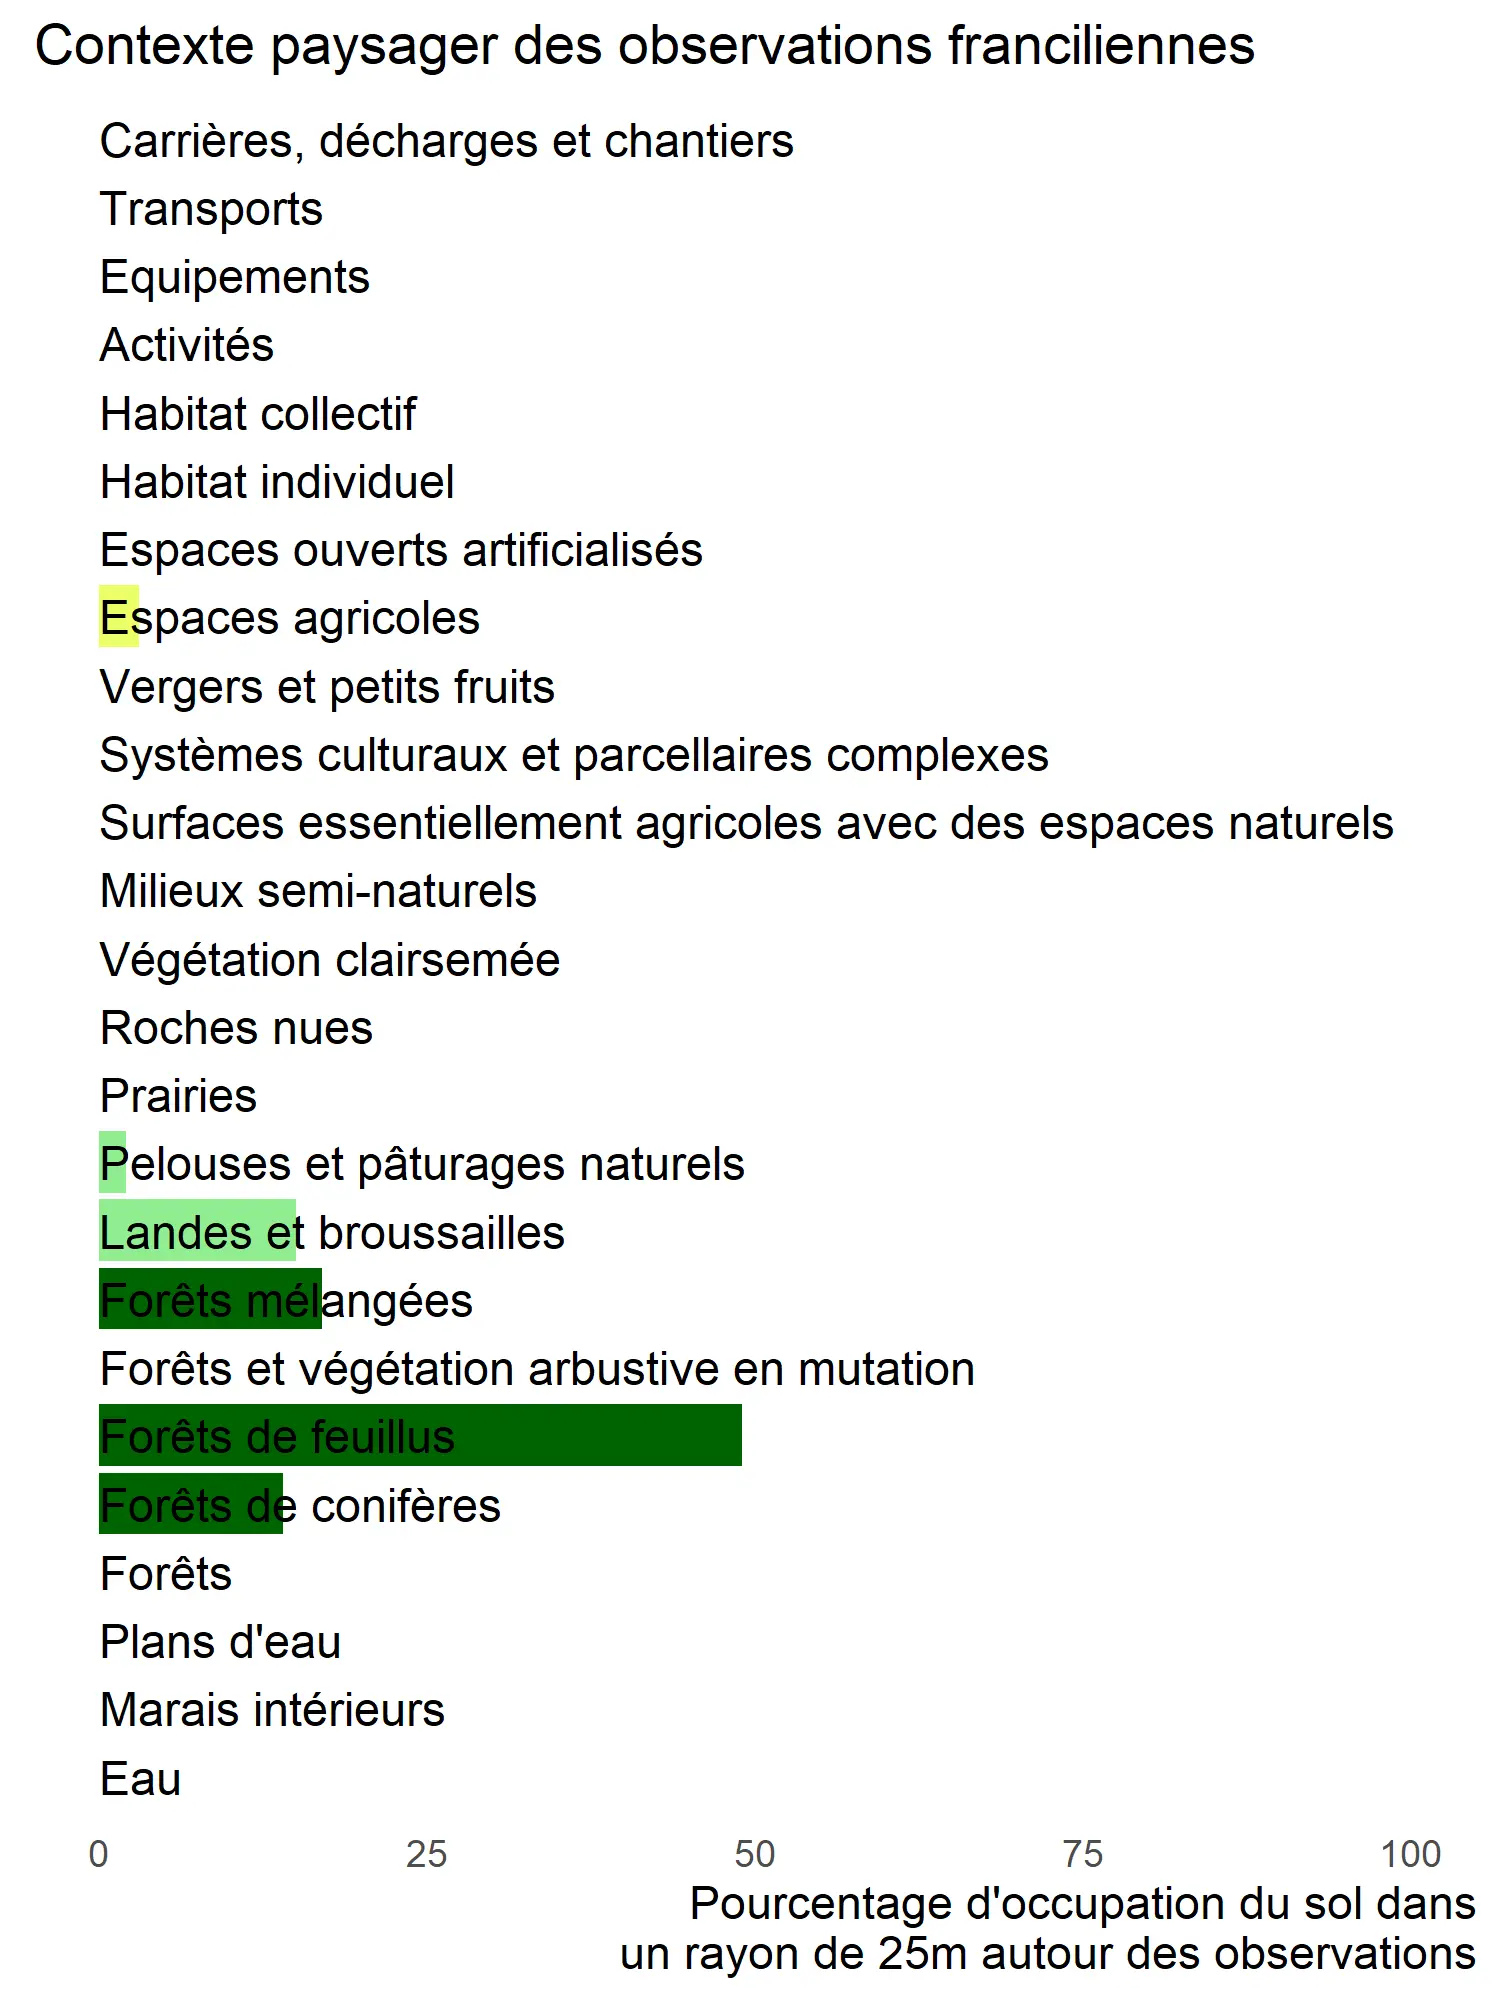 Contexte paysager des observations franciliennes
Carrières, décharges et chantiers
Transports
Equipements
Activités
Habitat collectif
Habitat individuel
Espaces ouverts artificialisés
Espaces agricoles
Vergers et petits fruits
Systèmes culturaux et parcellaires complexes
Surfaces essentiellement agricoles avec des espaces naturels
Milieux semi-naturels
Végétation clairsemée
Roches nues
Prairies
Pelouses et pâturages naturels
Landes et broussailles
Forêts mélangées
Forêts et végétation arbustive en mutation
Forêts de feuillus
Forêts de conifères
Forêts
Plans d'eau
Marais intérieurs
Eau
0 25 50 75 100
Pourcentage d'occupation du sol dans
un rayon de 25m autour des observations